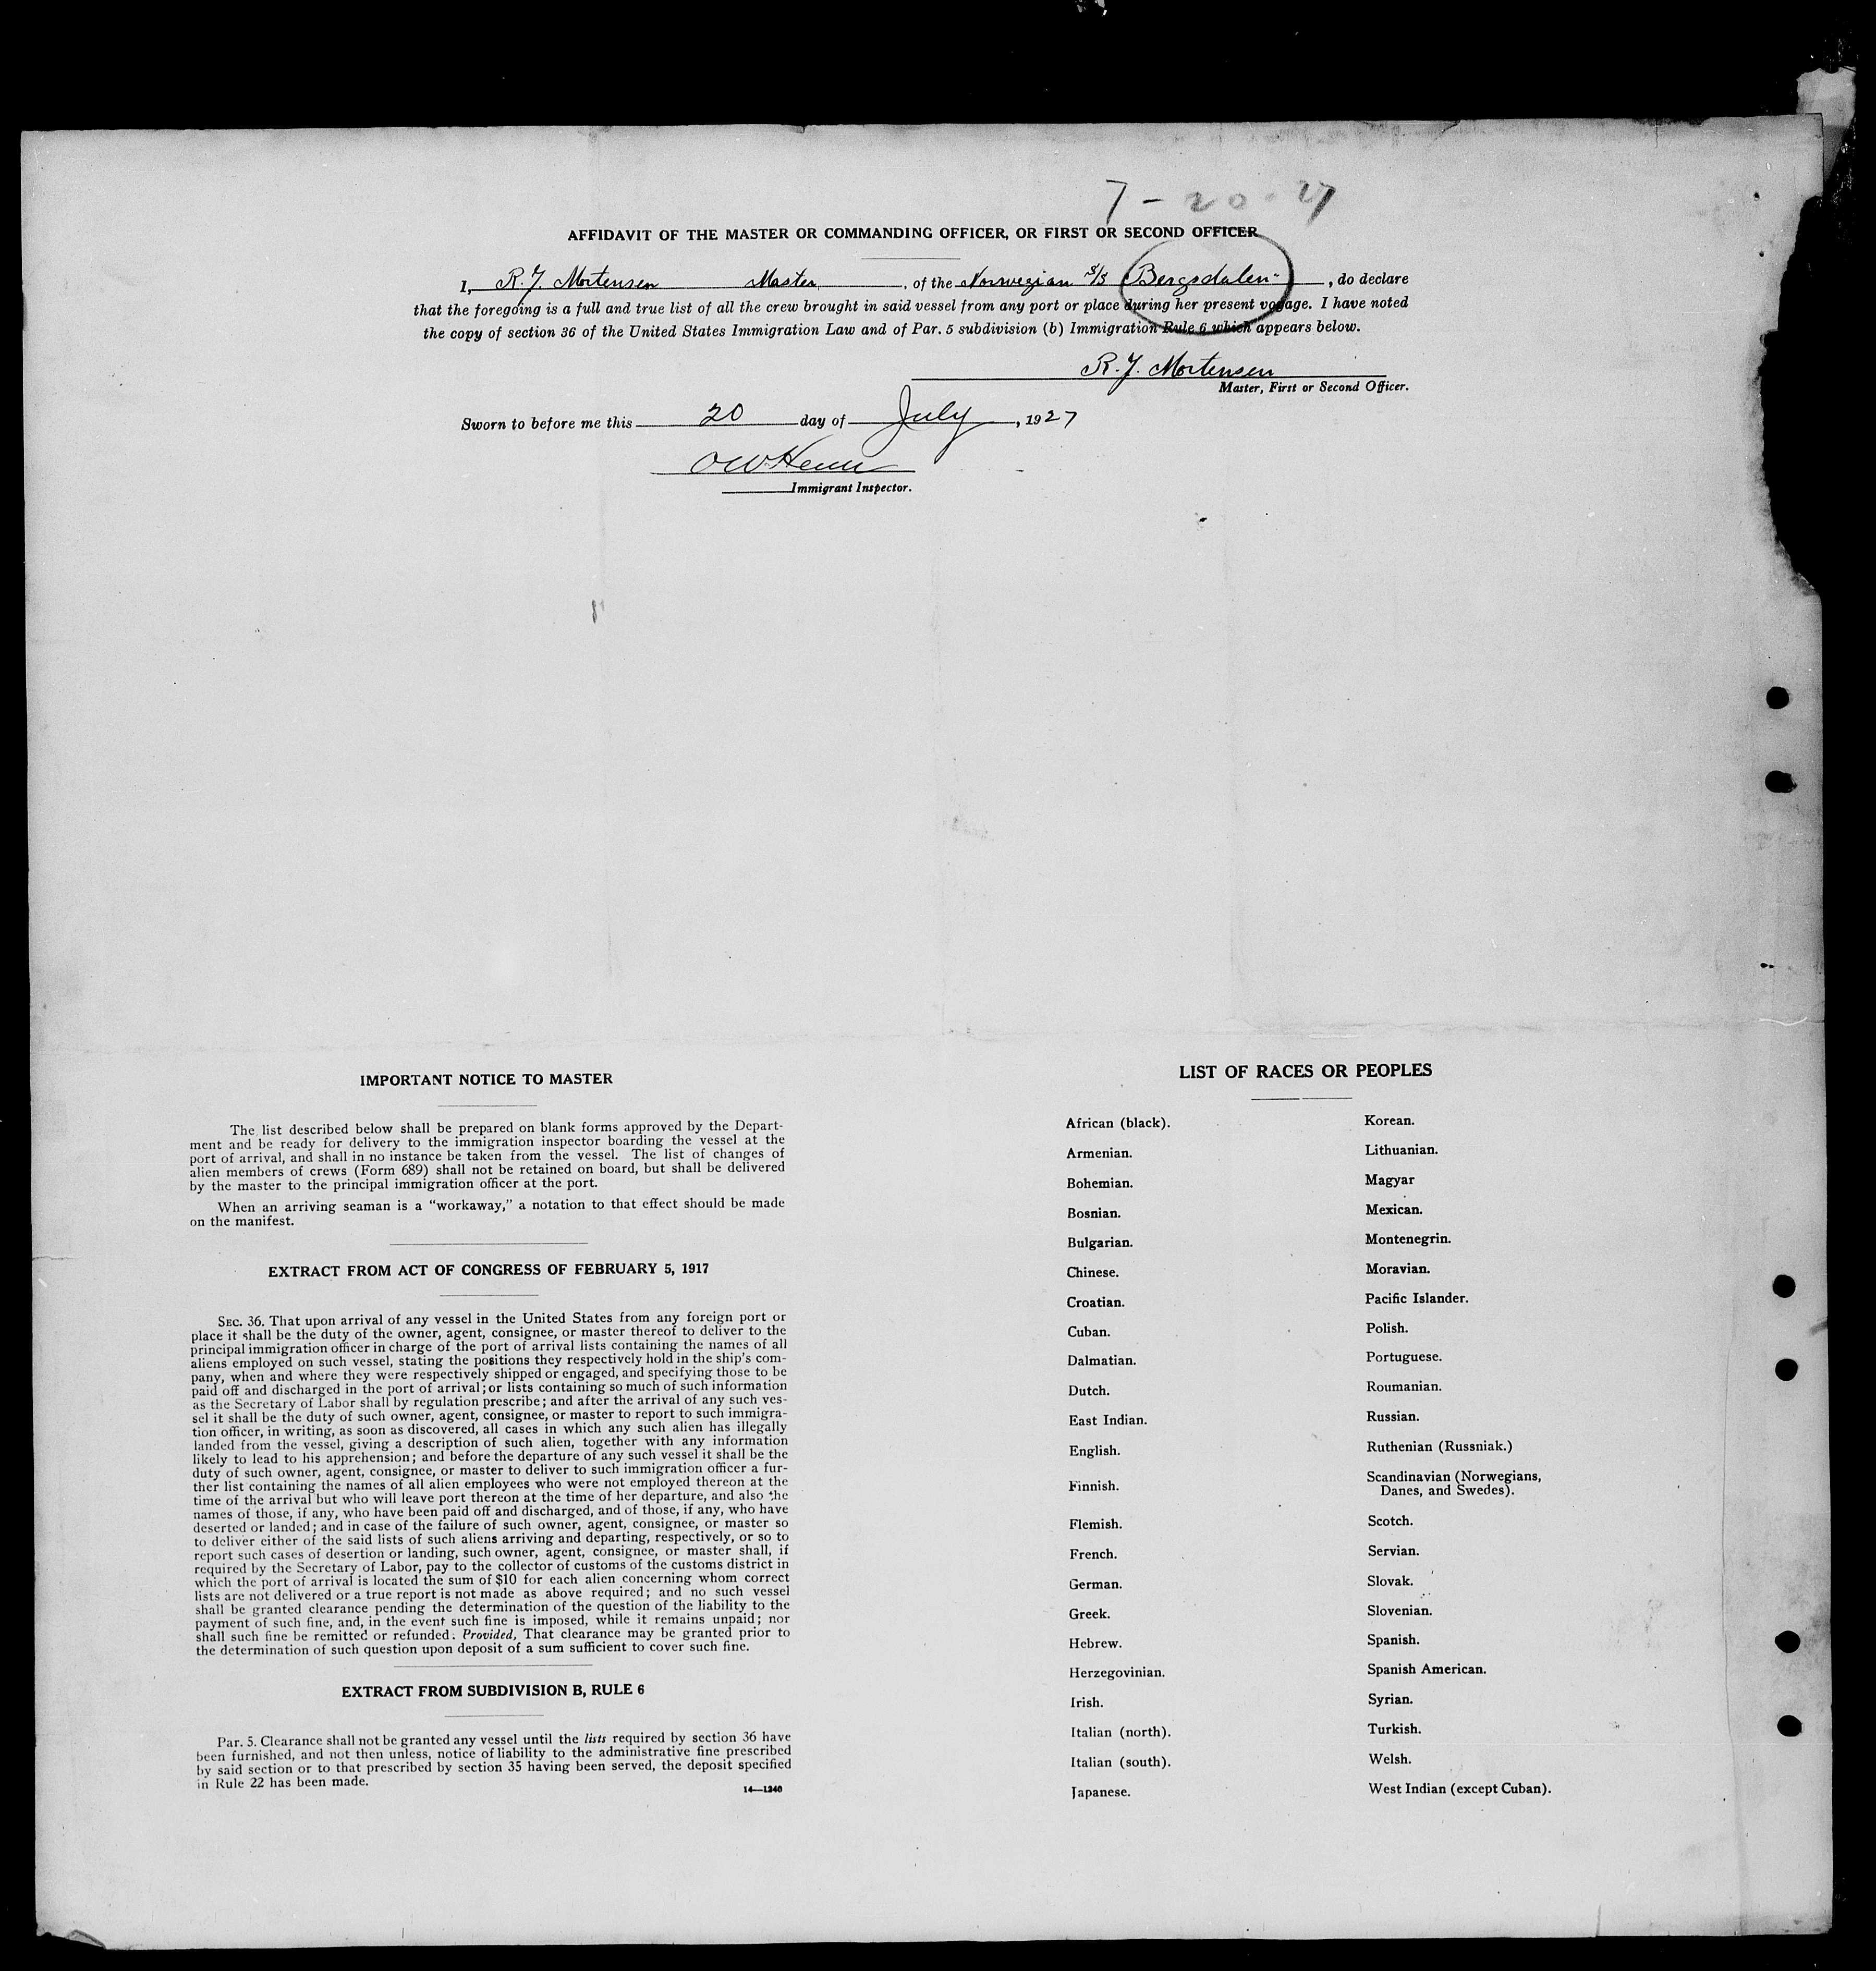 7-20-27
AFFIDAVIT OF THE MASTER OR COMMANDING OFFICER, OR FIRST OR SECOND OFFICER
I, R. J. Mortensen Master, of the Norwegian S/S Bergsdalen, do declare
that the foregoing is a full and true list of all the crew brought in said vessel from any port or place during her present voyage. I have noted
the copy of section 36 of the United States Immigration Law and of Par. 5 subdivision (b) Immigration Rule 6 which appears below.
R. J. Mortensen
Master, First or Second Officer.
Sworn to before me this 20 day of July, 1927
Immigrant Inspector.
IMPORTANT NOTICE TO MASTER
The list described below shall be prepared on blank forms approved by the Depart-
ment and be ready for delivery to the immigration inspector boarding the vessel at the
port of arrival, and shall in no instance be taken from the vessel. The list of changes of
alien members of crews (Form 689) shall not be retained on board, but shall be delivered
by the master to the principal immigration officer at the port.
When an arriving seaman is a "workaway," a notation to that effect should be made
on the manifest.
EXTRACT FROM ACT OF CONGRESS OF FEBRUARY 5, 1917
SEC. 36. That upon arrival of any vessel in the United States from any foreign port or
place it shall be the duty of the owner, agent, consignee, or master thereof to deliver to the
principal immigration officer in charge of the port of arrival lists containing the names of all
aliens employed on such vessel, stating the positions they respectively hold in the ship's com-
pany, when and where they were respectively shipped or engaged, and specifying those to be
paid off and discharged in the port of arrival; or lists containing so much of such information
as the Secretary of Labor shall by regulation prescribe; and after the arrival of any such ves-
sel it shall be the duty of such owner, agent, consignee, or master to report to such immigra-
tion officer, in writing, as soon as discovered, all cases in which any such alien has illegally
landed from the vessel, giving a description of such alien, together with any information
likely to lead to his apprehension; and before the departure of any such vessel it shall be the
duty of such owner, agent, consignee, or master to deliver to such immigration officer a fur-
ther list containing the names of all alien employees who were not employed thereon at the
time of the arrival but who will leave port thereon at the time of her departure, and also the
names of those, if any, who have been paid off and discharged, and of those, if any, who have
deserted or landed; and in case of the failure of such owner, agent, consignee, or master so
to deliver either of the said lists of such aliens arriving and departing, respectively, or so to
report such cases of desertion or landing, such owner, agent, consignee, or master shall, if
required by the Secretary of Labor, pay to the collector of customs of the customs district in
which the port of arrival is located the sum of $10 for each alien concerning whom correct
lists are not delivered or a true report is not made as above required; and no such vessel
shall be granted clearance pending the determination of the question of the liability to the
payment of such fine, and, in the event such fine is imposed, while it remains unpaid; nor
shall such fine be remitted or refunded: Provided, That clearance may be granted prior to
the determination of such question upon deposit of a sum sufficient to cover such fine.
EXTRACT FROM SUBDIVISION B, RULE 6
Par. 5. Clearance shall not be granted any vessel until the lists required by section 36 have
been furnished, and not then unless, notice of liability to the administrative fine prescribed
by said section or to that prescribed by section 35 having been served, the deposit specified
in Rule 22 has been made.
14—1240
LIST OF RACES OR PEOPLES
African (black).
Armenian.
Bohemian.
Bosnian.
Bulgarian.
Chinese.
Croatian.
Cuban.
Dalmatian.
Dutch.
East Indian.
English.
Finnish.
Flemish.
French.
German.
Greek.
Hebrew.
Herzegovinian.
Irish.
Italian (north).
Italian (south).
Japanese.
Korean.
Lithuanian.
Magyar
Mexican.
Montenegrin.
Moravian.
Pacific Islander.
Polish.
Portuguese.
Roumanian.
Russian.
Ruthenian (Russniak.)
Scandinavian (Norwegians,
Danes, and Swedes).
Scotch.
Servian.
Slovak.
Slovenian.
Spanish.
Spanish American.
Syrian.
Turkish.
Welsh.
West Indian (except Cuban).